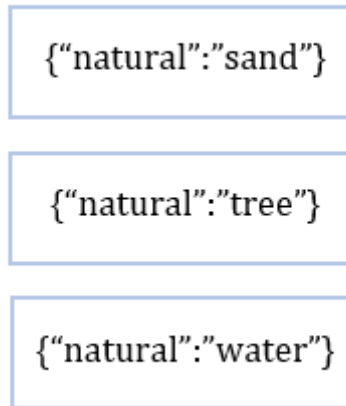 {“natural”:”sand”}
{“natural”:”tree”}
{“natural”:”water”}